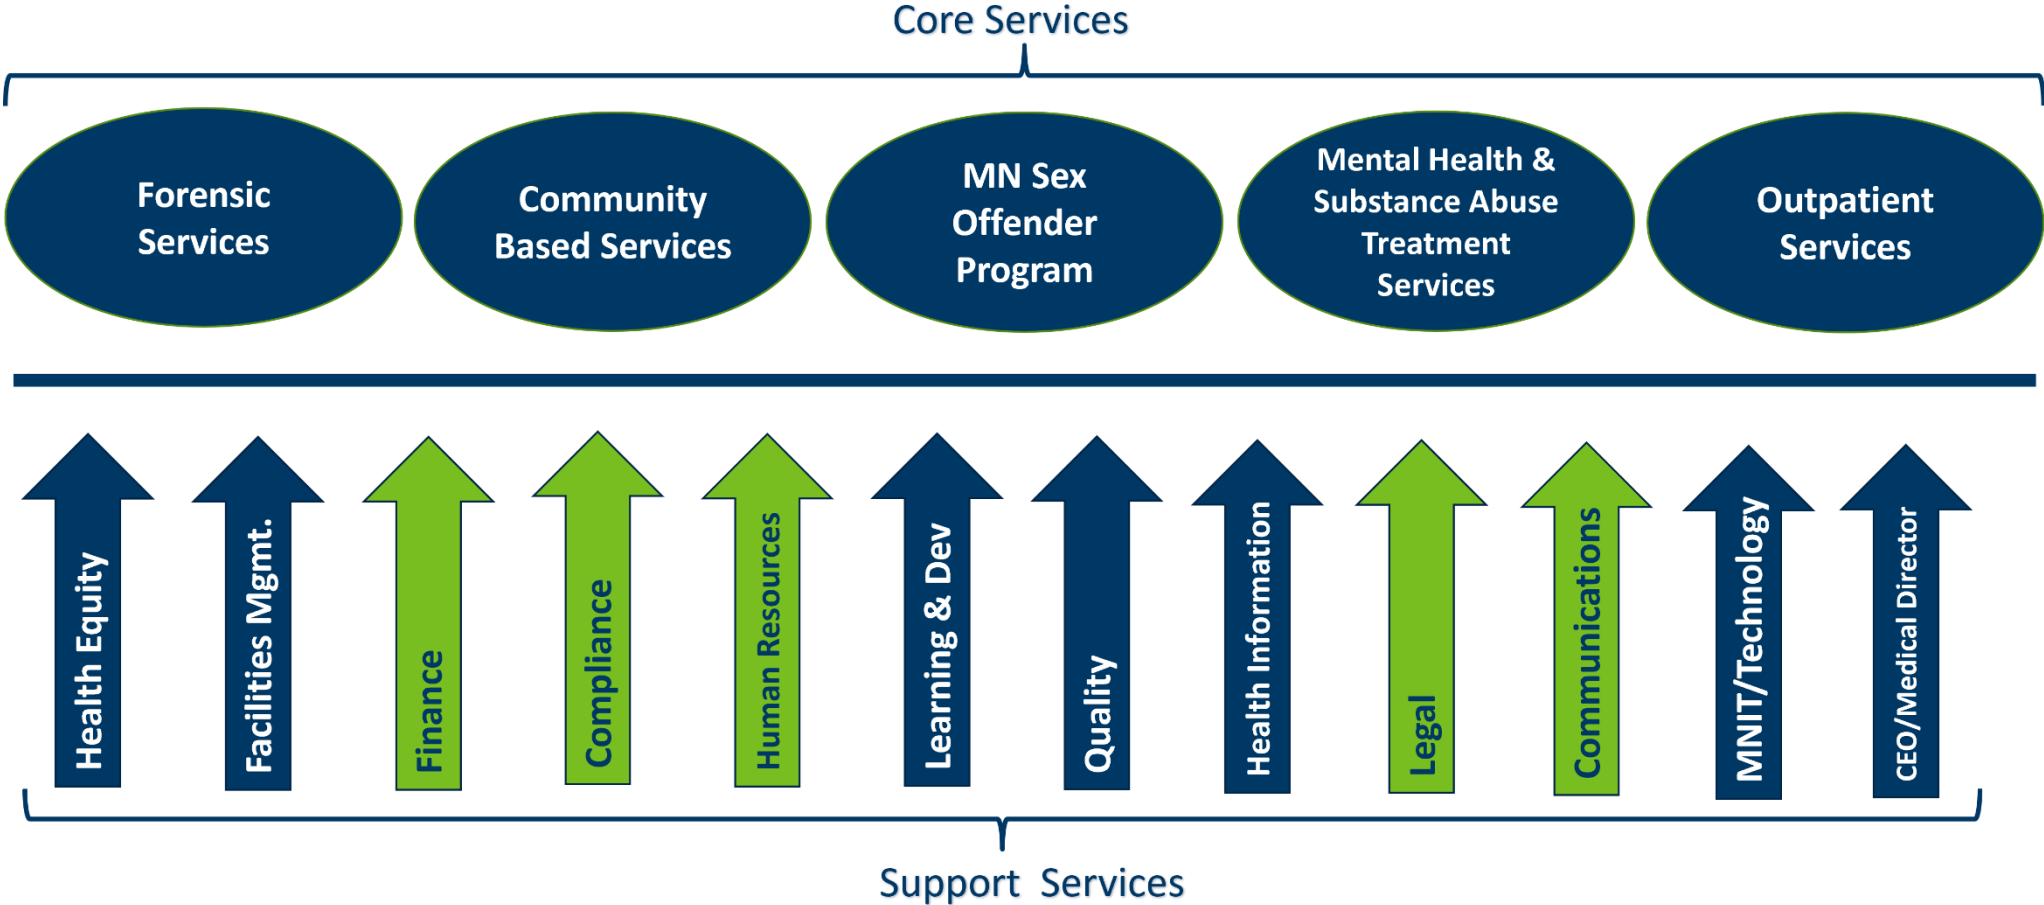 Core Services
Forensic
Services
Community
Based Services
MN Sex
Offender
Program
Mental Health &
Substance Abuse
Treatment
Services
Outpatient
Services
Health Equity
Facilities Mgmt.
Finance
Compliance
Human Resources
Learning & Dev
Quality
Health Information
Legal
Communications
MNIT/Technology
CEO/Medical Director
Support Services